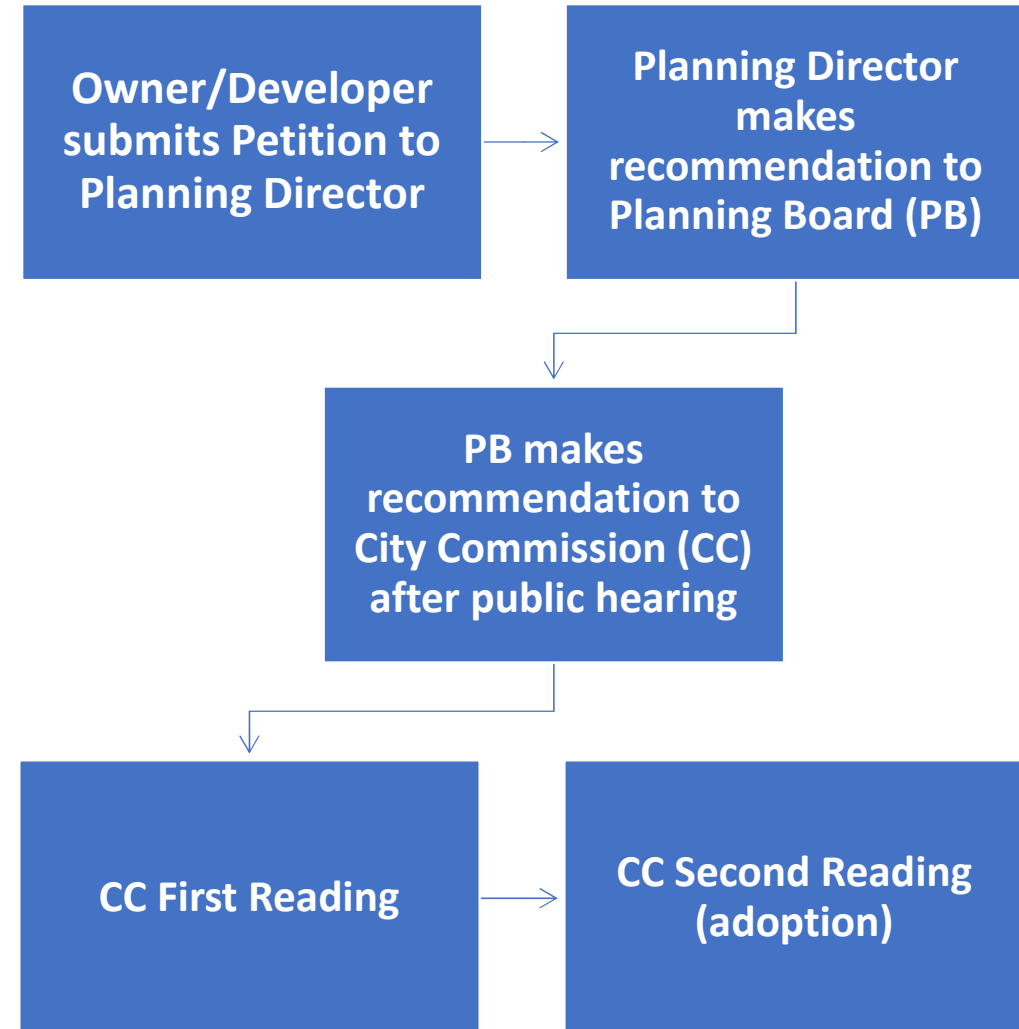 Owner/Developer
submits Petition to
Planning Director
Planning Director
makes
recommendation to
Planning Board (PB)
PB makes
recommendation to
City Commission (CC)
after public hearing
CC First Reading
CC Second Reading
(adoption)